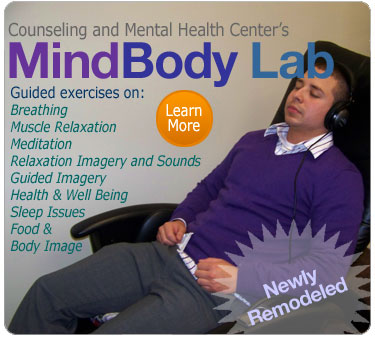 Counseling and Mental Health Center's
MindBody Lab
Guided exercises on:
Breathing
Muscle Relaxation
Meditation
Relaxation Imagery and Sounds
Guided Imagery
Health & Well Being
Sleep Issues
Food &
Body Image
Learn
More
Newly
Remodeled